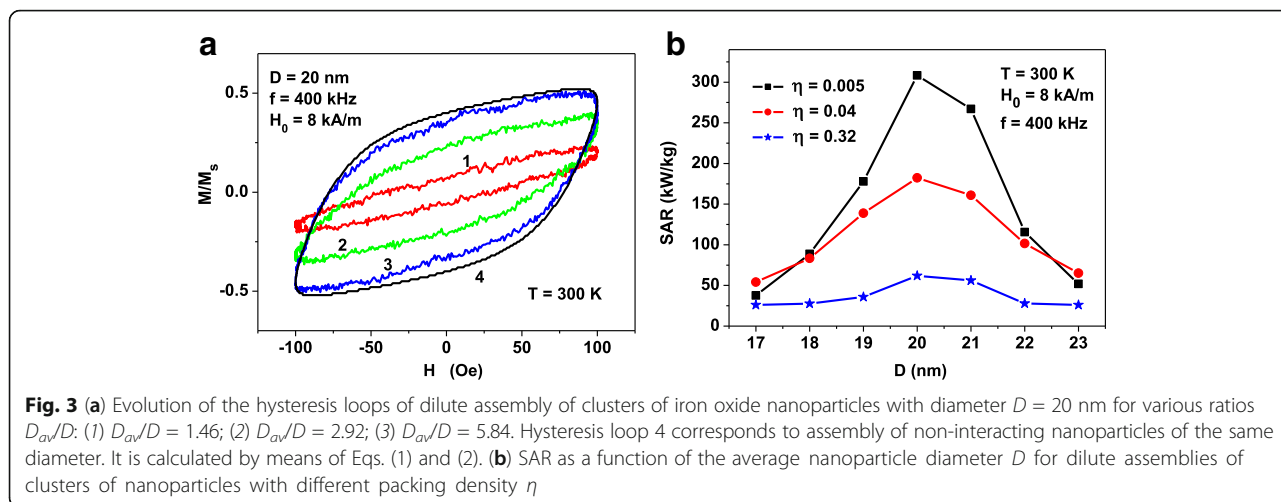 a
D = 20 nm
f = 400 kHz
H₀ = 8 kA/m
0.5
0.0
-0.5
M/Mₛ
1
2
3
4
T = 300 K
-100
-50
0
50
100
H (Oe)
b
η = 0.005
η = 0.04
η = 0.32
T = 300 K
H₀ = 8 kA/m
f = 400 kHz
300
250
200
150
100
50
0
SAR (kW/kg)
17
18
19
20
21
22
23
D (nm)
Fig. 3 (a) Evolution of the hysteresis loops of dilute assembly of clusters of iron oxide nanoparticles with diameter D = 20 nm for various ratios
Dav/D: (1) Dav/D = 1.46; (2) Dav/D = 2.92; (3) Dav/D = 5.84. Hysteresis loop 4 corresponds to assembly of non-interacting nanoparticles of the same
diameter. It is calculated by means of Eqs. (1) and (2). (b) SAR as a function of the average nanoparticle diameter D for dilute assemblies of
clusters of nanoparticles with different packing density η